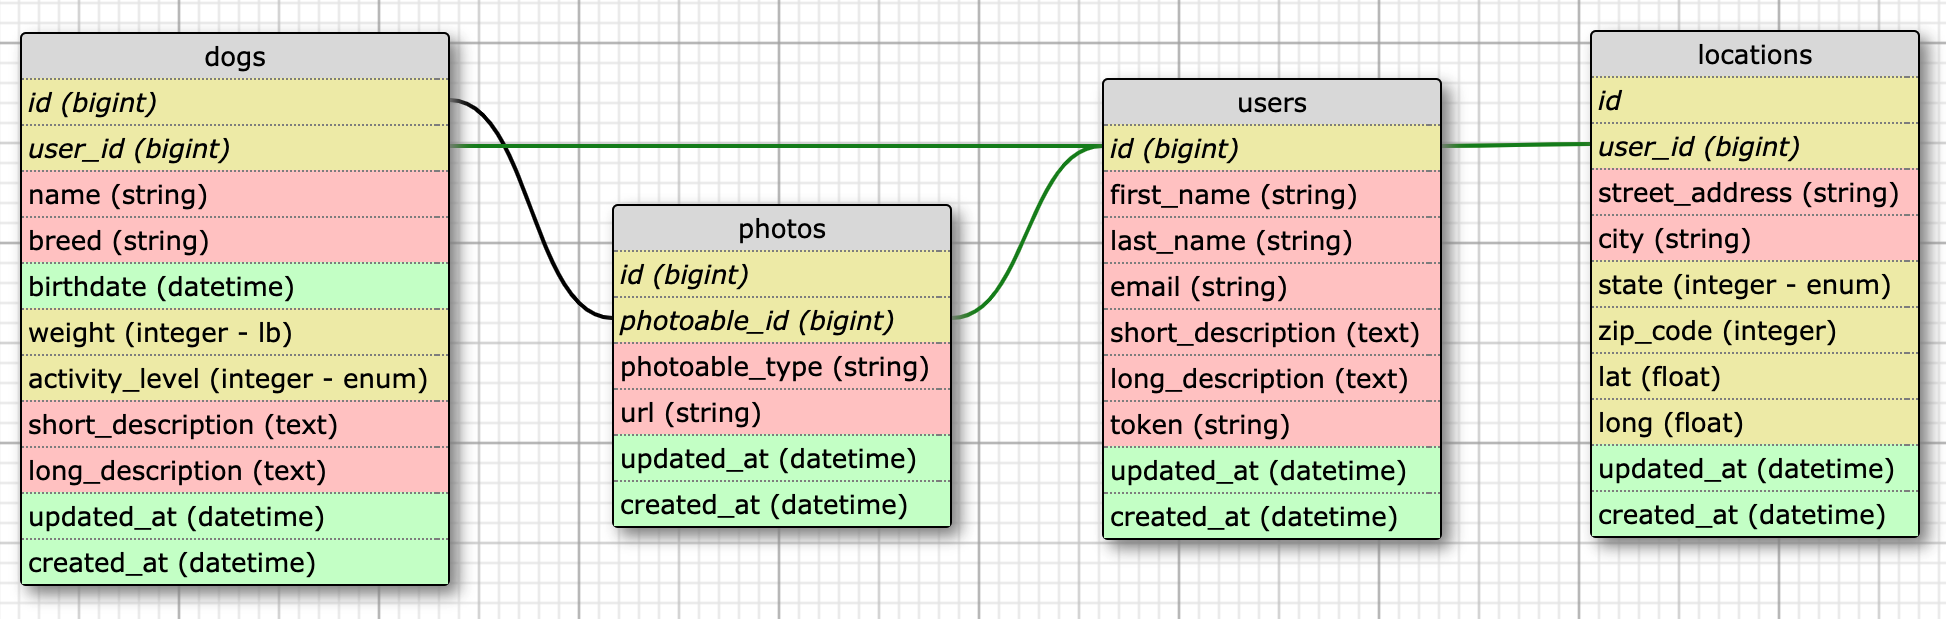 dogs
id (bigint)
user_id (bigint)
name (string)
breed (string)
birthdate (datetime)
weight (integer - lb)
activity_level (integer - enum)
short_description (text)
long_description (text)
updated_at (datetime)
created_at (datetime)
photos
id (bigint)
photoable_id (bigint)
photoable_type (string)
url (string)
updated_at (datetime)
created_at (datetime)
users
id (bigint)
first_name (string)
last_name (string)
email (string)
short_description (text)
long_description (text)
token (string)
updated_at (datetime)
created_at (datetime)
locations
id
user_id (bigint)
street_address (string)
city (string)
state (integer - enum)
zip_code (integer)
lat (float)
long (float)
updated_at (datetime)
created_at (datetime)